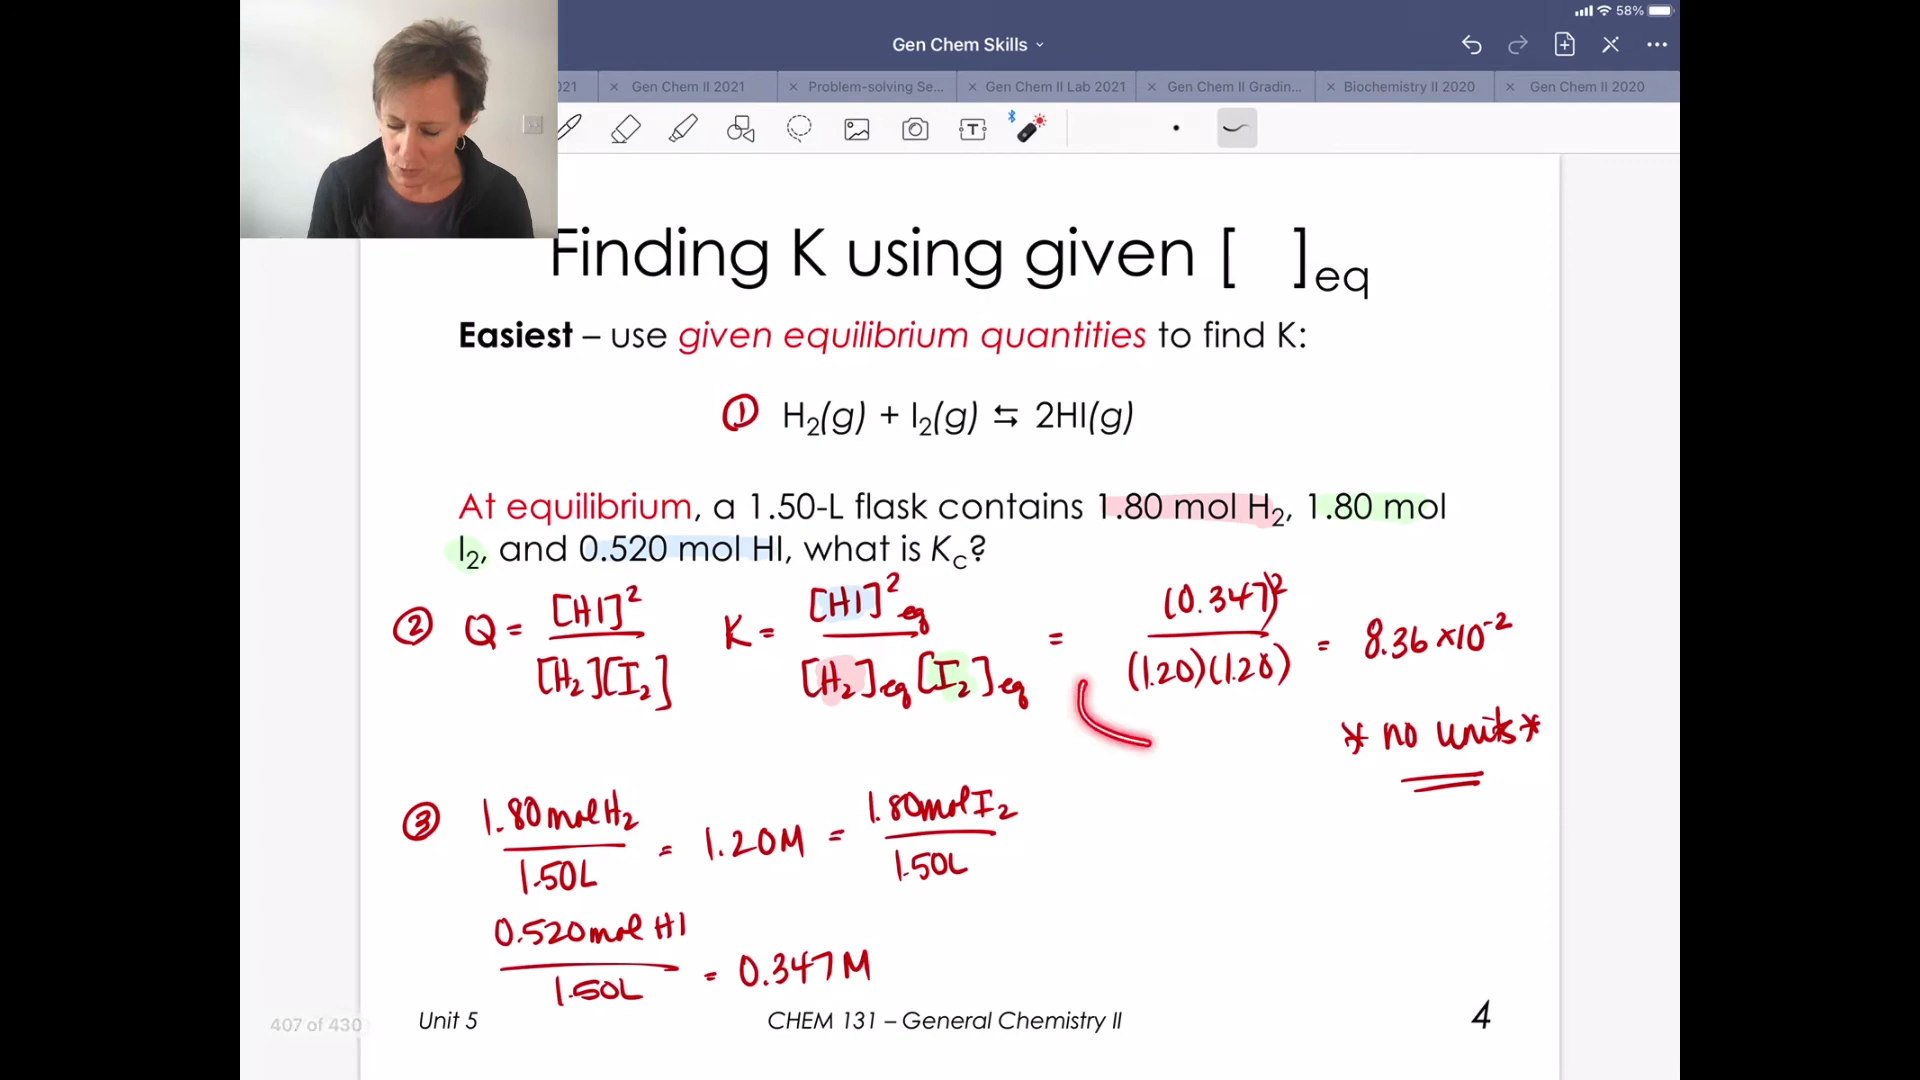 58%
Gen Chem Skills
021 × Gen Chem II 2021 × Problem-solving Se... × Gen Chem II Lab 2021 × Gen Chem II Gradin... × Biochemistry II 2020 × Gen Chem II 2020
T
Finding K using given [ ]eq
Easiest – use given equilibrium quantities to find K:
① H₂(g) + I₂(g) ⇆ 2HI(g)
At equilibrium, a 1.50-L flask contains 1.80 mol H₂, 1.80 mol
I₂, and 0.520 mol HI, what is Kc?
② Q = [HI]² / [H₂][I₂] K = [HI]²eq / [H₂]eq[I₂]eq = (0.347)² / (1.20)(1.20) = 8.36 ×10⁻²
* no units *
③ 1.80 mol H₂ / 1.50L = 1.20M = 1.80 mol I₂ / 1.50L
0.520 mol HI / 1.50L = 0.347 M
407 of 430 Unit 5 CHEM 131 – General Chemistry II 4